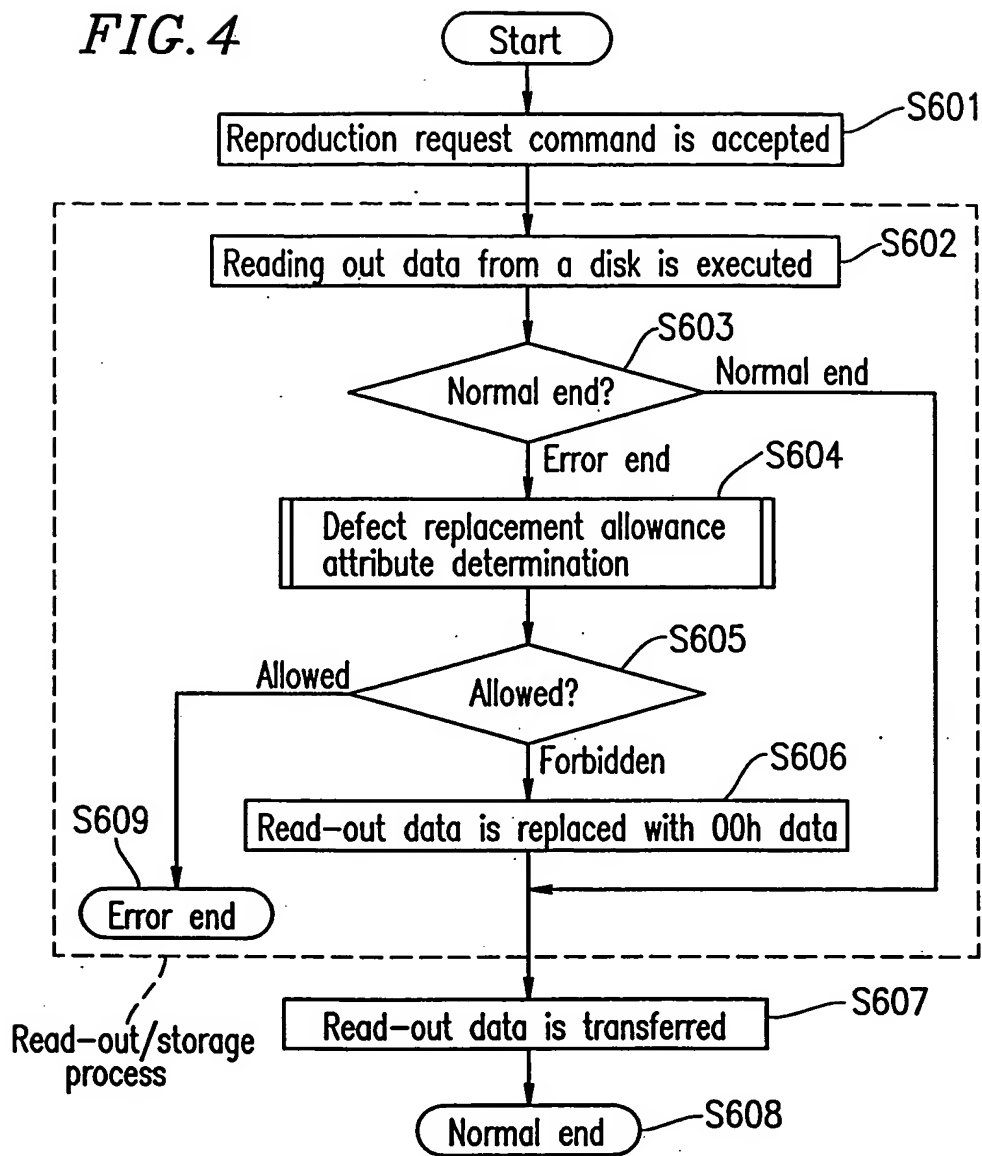 FIG. 4
Start
S601
Reproduction request command is accepted
S602
Reading out data from a disk is executed
S603
Normal end?
Normal end
Error end
S604
Defect replacement allowance
attribute determination
S605
Allowed
Allowed?
Forbidden
S606
Read-out data is replaced with 00h data
S609
Error end
S607
Read-out data is transferred
Read-out/storage
process
S608
Normal end